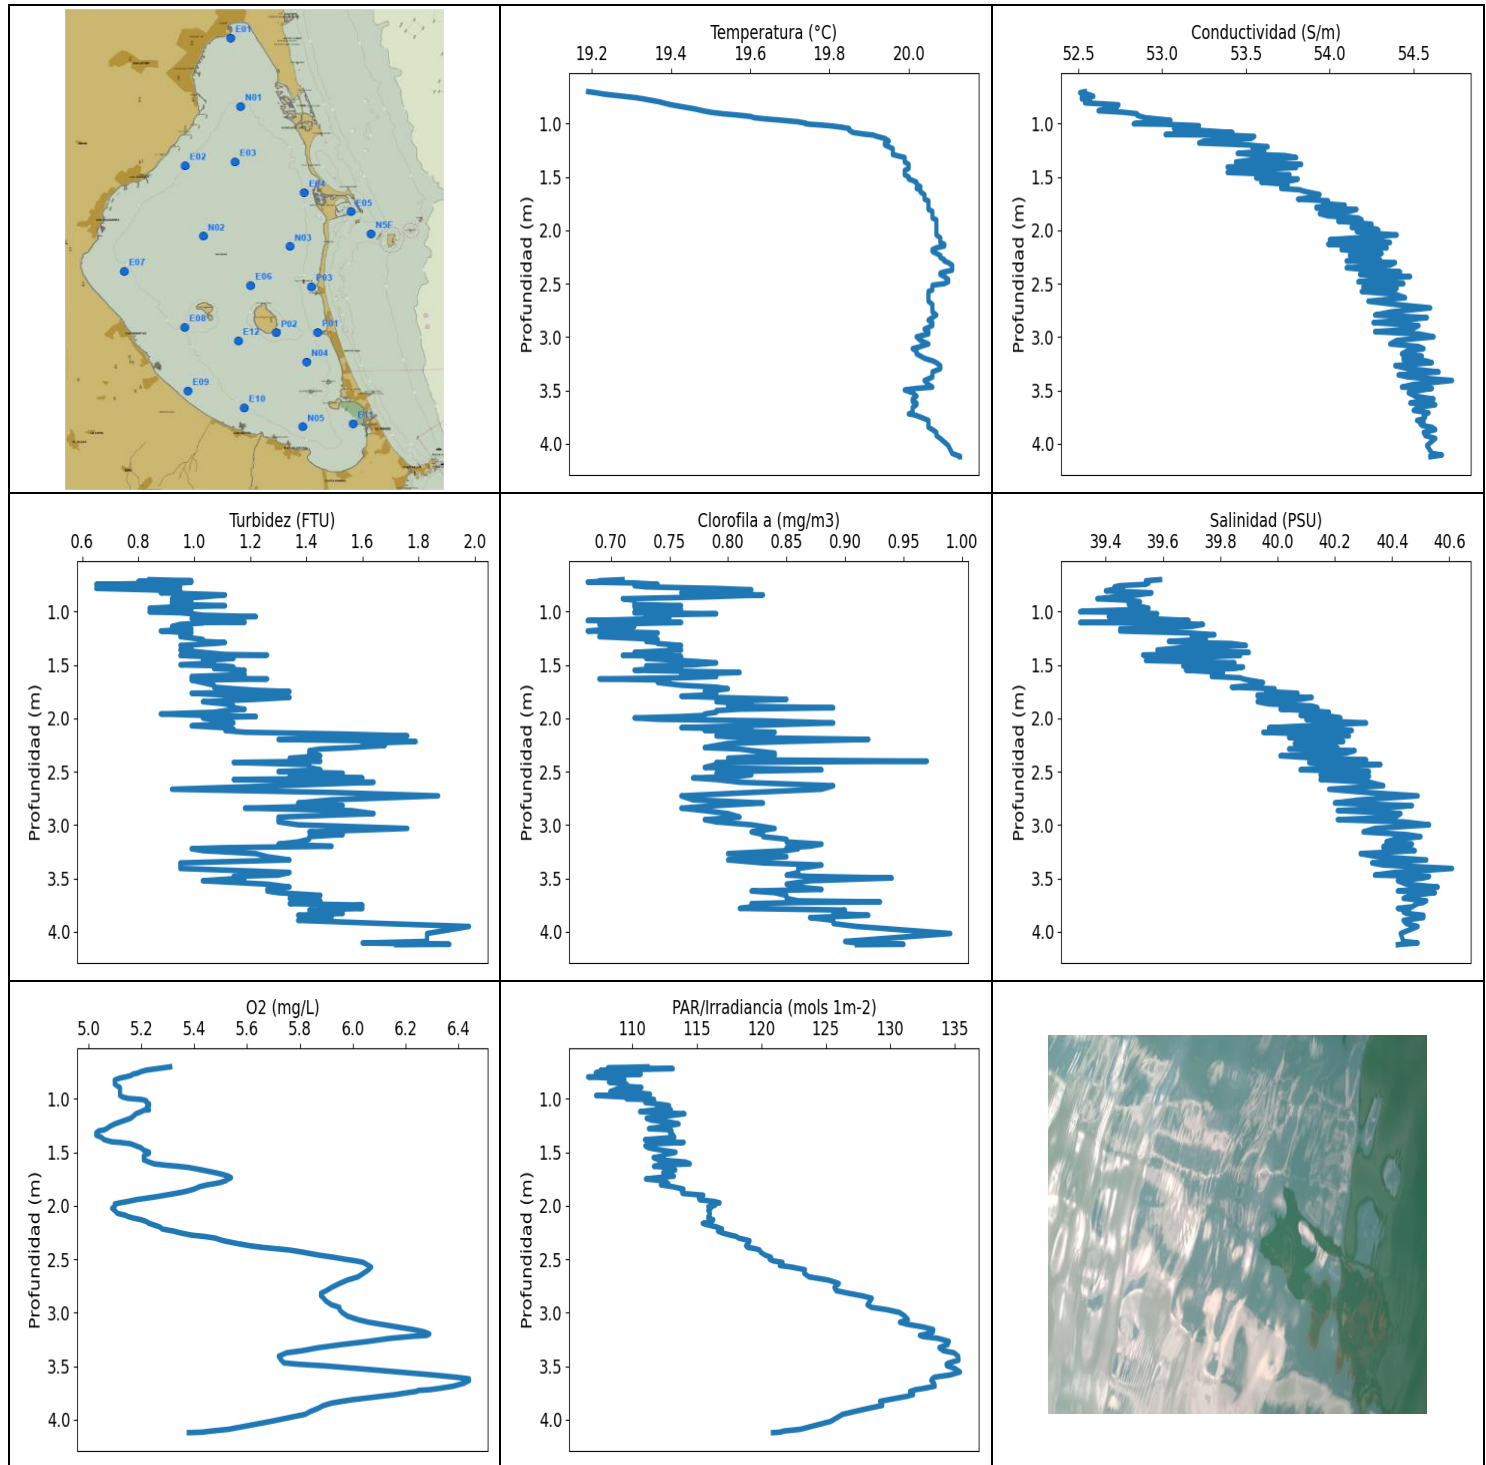 E01
N01
E02
E03
E04
E05
N5F
N02
N03
E07
E06
P03
E08
E12
P02
P01
N04
E09
E10
N05
E11
Temperatura (°C)
19.2 19.4 19.6 19.8 20.0
Profundidad (m)
1.0
1.5
2.0
2.5
3.0
3.5
4.0
Conductividad (S/m)
52.5 53.0 53.5 54.0 54.5
Profundidad (m)
1.0
1.5
2.0
2.5
3.0
3.5
4.0
Turbidez (FTU)
0.6 0.8 1.0 1.2 1.4 1.6 1.8 2.0
Profundidad (m)
1.0
1.5
2.0
2.5
3.0
3.5
4.0
Clorofila a (mg/m3)
0.70 0.75 0.80 0.85 0.90 0.95 1.00
Profundidad (m)
1.0
1.5
2.0
2.5
3.0
3.5
4.0
Salinidad (PSU)
39.4 39.6 39.8 40.0 40.2 40.4 40.6
Profundidad (m)
1.0
1.5
2.0
2.5
3.0
3.5
4.0
O2 (mg/L)
5.0 5.2 5.4 5.6 5.8 6.0 6.2 6.4
Profundidad (m)
1.0
1.5
2.0
2.5
3.0
3.5
4.0
PAR/Irradiancia (mols 1m-2)
110 115 120 125 130 135
Profundidad (m)
1.0
1.5
2.0
2.5
3.0
3.5
4.0